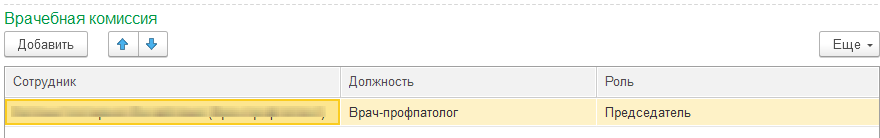 Врачебная комиссия
Добавить Еще
Сотрудник Должность Роль
Врач-профпатолог Председатель